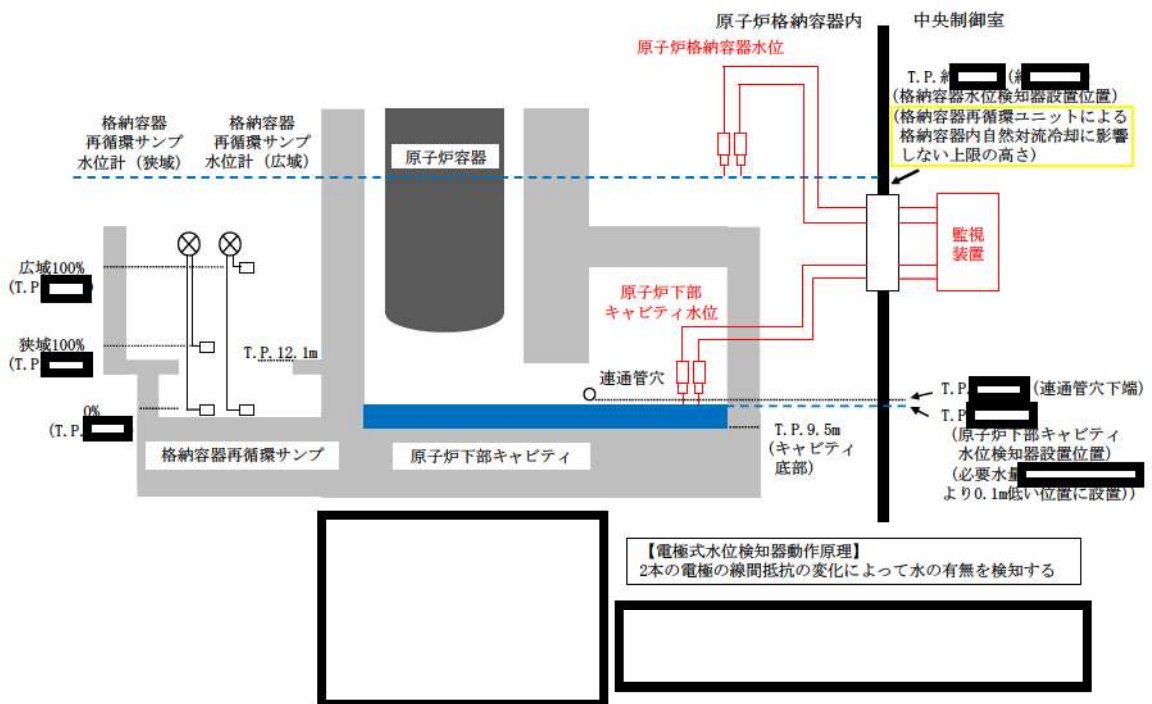 原子炉格納容器内
中央制御室
原子炉格納容器水位
T.P.約 (約 )
(格納容器水位検知器設置位置)
(格納容器再循環ユニットによる
格納容器内自然対流冷却に影響
しない上限の高さ)
格納容器
再循環サンプ
水位計（狭域）
格納容器
再循環サンプ
水位計（広域）
原子炉容器
監視
装置
広域100%
(T.P. )
原子炉下部
キャビティ水位
狭域100%
(T.P. )
T.P.12.1m
連通管穴
T.P. (連通管穴下端)
0%
(T.P. )
T.P
(原子炉下部キャビティ
水位検知器設置位置)
(必要水量
より0.1m低い位置に設置))
T.P.9.5m
(キャビティ
底部)
格納容器再循環サンプ
原子炉下部キャビティ
【電極式水位検知器動作原理】
2本の電極の線間抵抗の変化によって水の有無を検知する